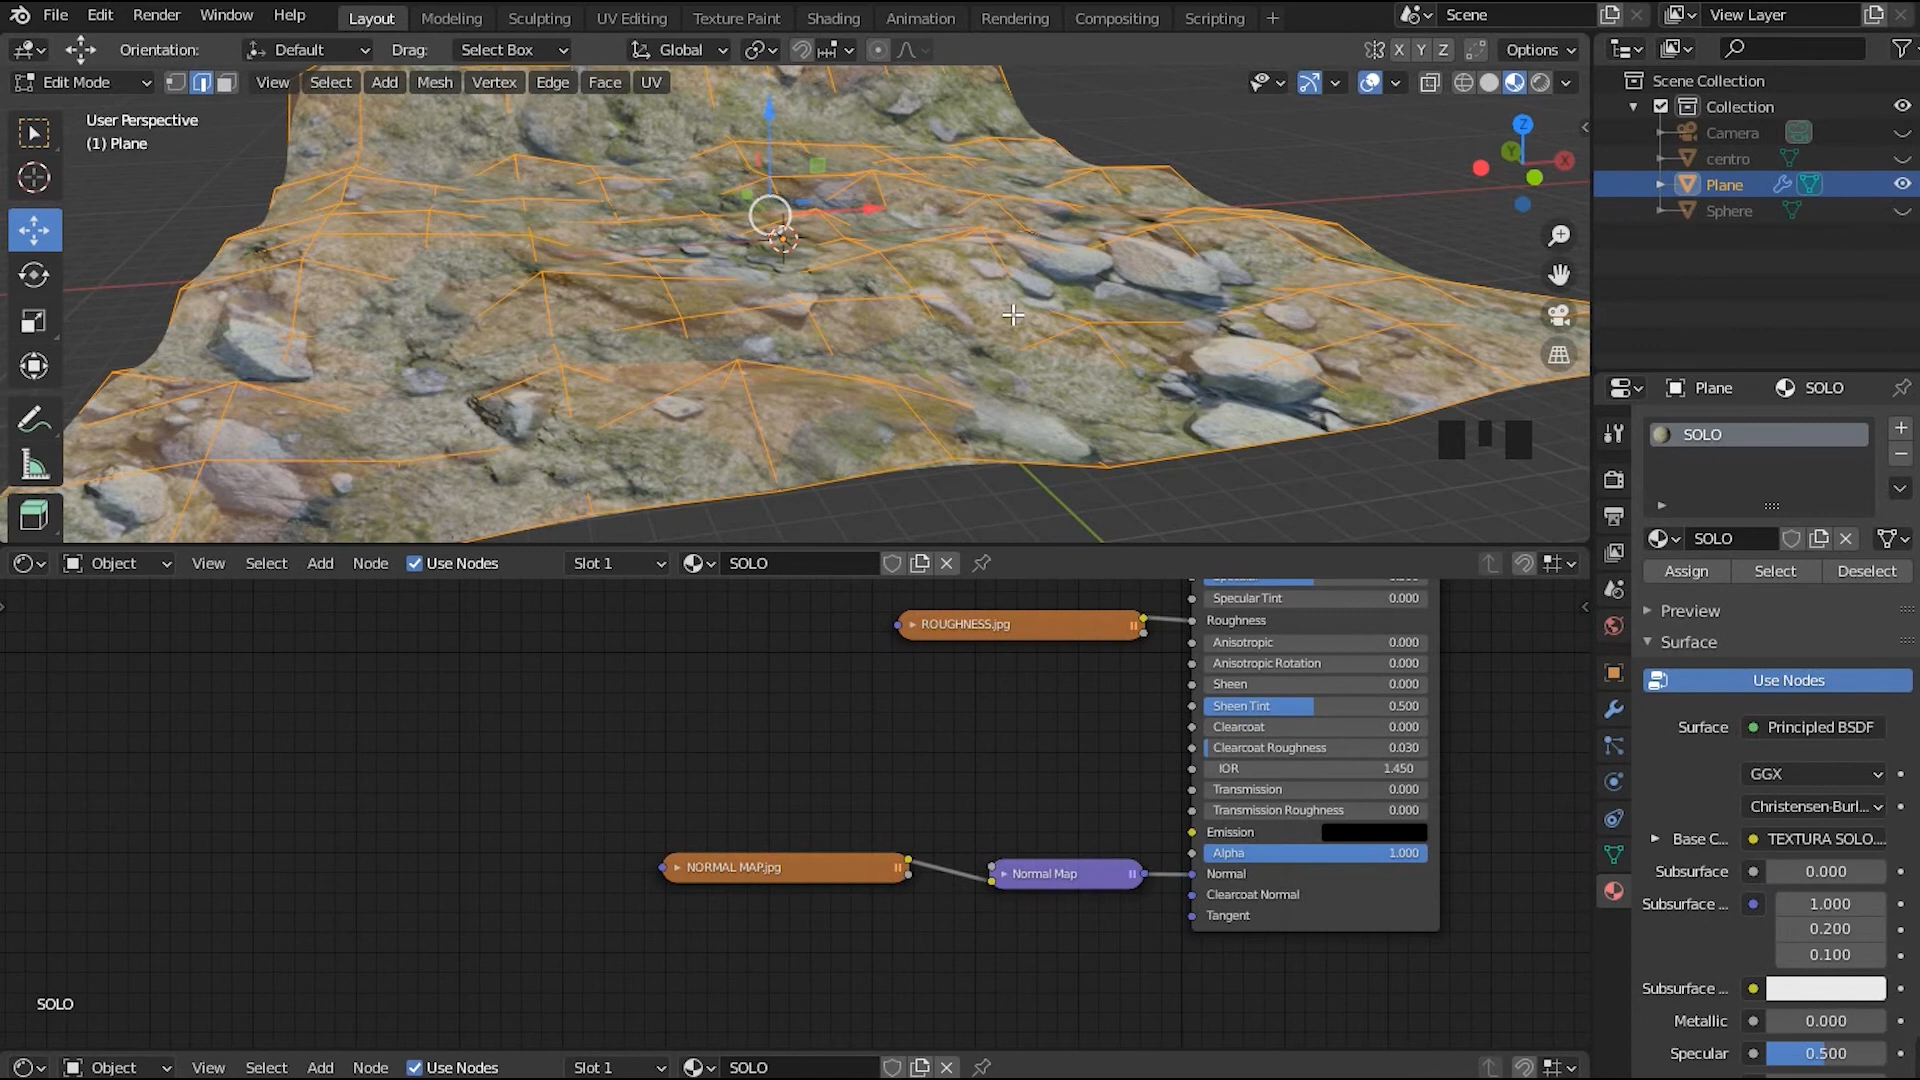 File Edit Render Window Help Layout Modeling Sculpting UV Editing Texture Paint Shading Animation Rendering Compositing Scripting + Scene View Layer
Orientation: Default Drag: Select Box Global X Y Z Options
Edit Mode View Select Add Mesh Vertex Edge Face UV
User Perspective
(1) Plane
Z
Y
X
Scene Collection
Collection
Camera
centro
Plane
Sphere
Plane SOLO
SOLO
SOLO
Assign Select Deselect
Preview
Surface
Use Nodes
Surface Principled BSDF
GGX
Christensen-Burl...
Base C... TEXTURA SOLO....
Subsurface 0.000
Subsurface ... 1.000
0.200
0.100
Subsurface ...
Metallic 0.000
Specular 0.500
Object View Select Add Node Use Nodes Slot 1 SOLO
Specular Tint 0.000
ROUGHNESS.jpg
Roughness
Anisotropic 0.000
Anisotropic Rotation 0.000
Sheen 0.000
Sheen Tint 0.500
Clearcoat 0.000
Clearcoat Roughness 0.030
IOR 1.450
Transmission 0.000
Transmission Roughness 0.000
Emission
Alpha 1.000
NORMAL MAP.jpg
Normal Map
Normal
Clearcoat Normal
Tangent
SOLO
Object View Select Add Node Use Nodes Slot 1 SOLO